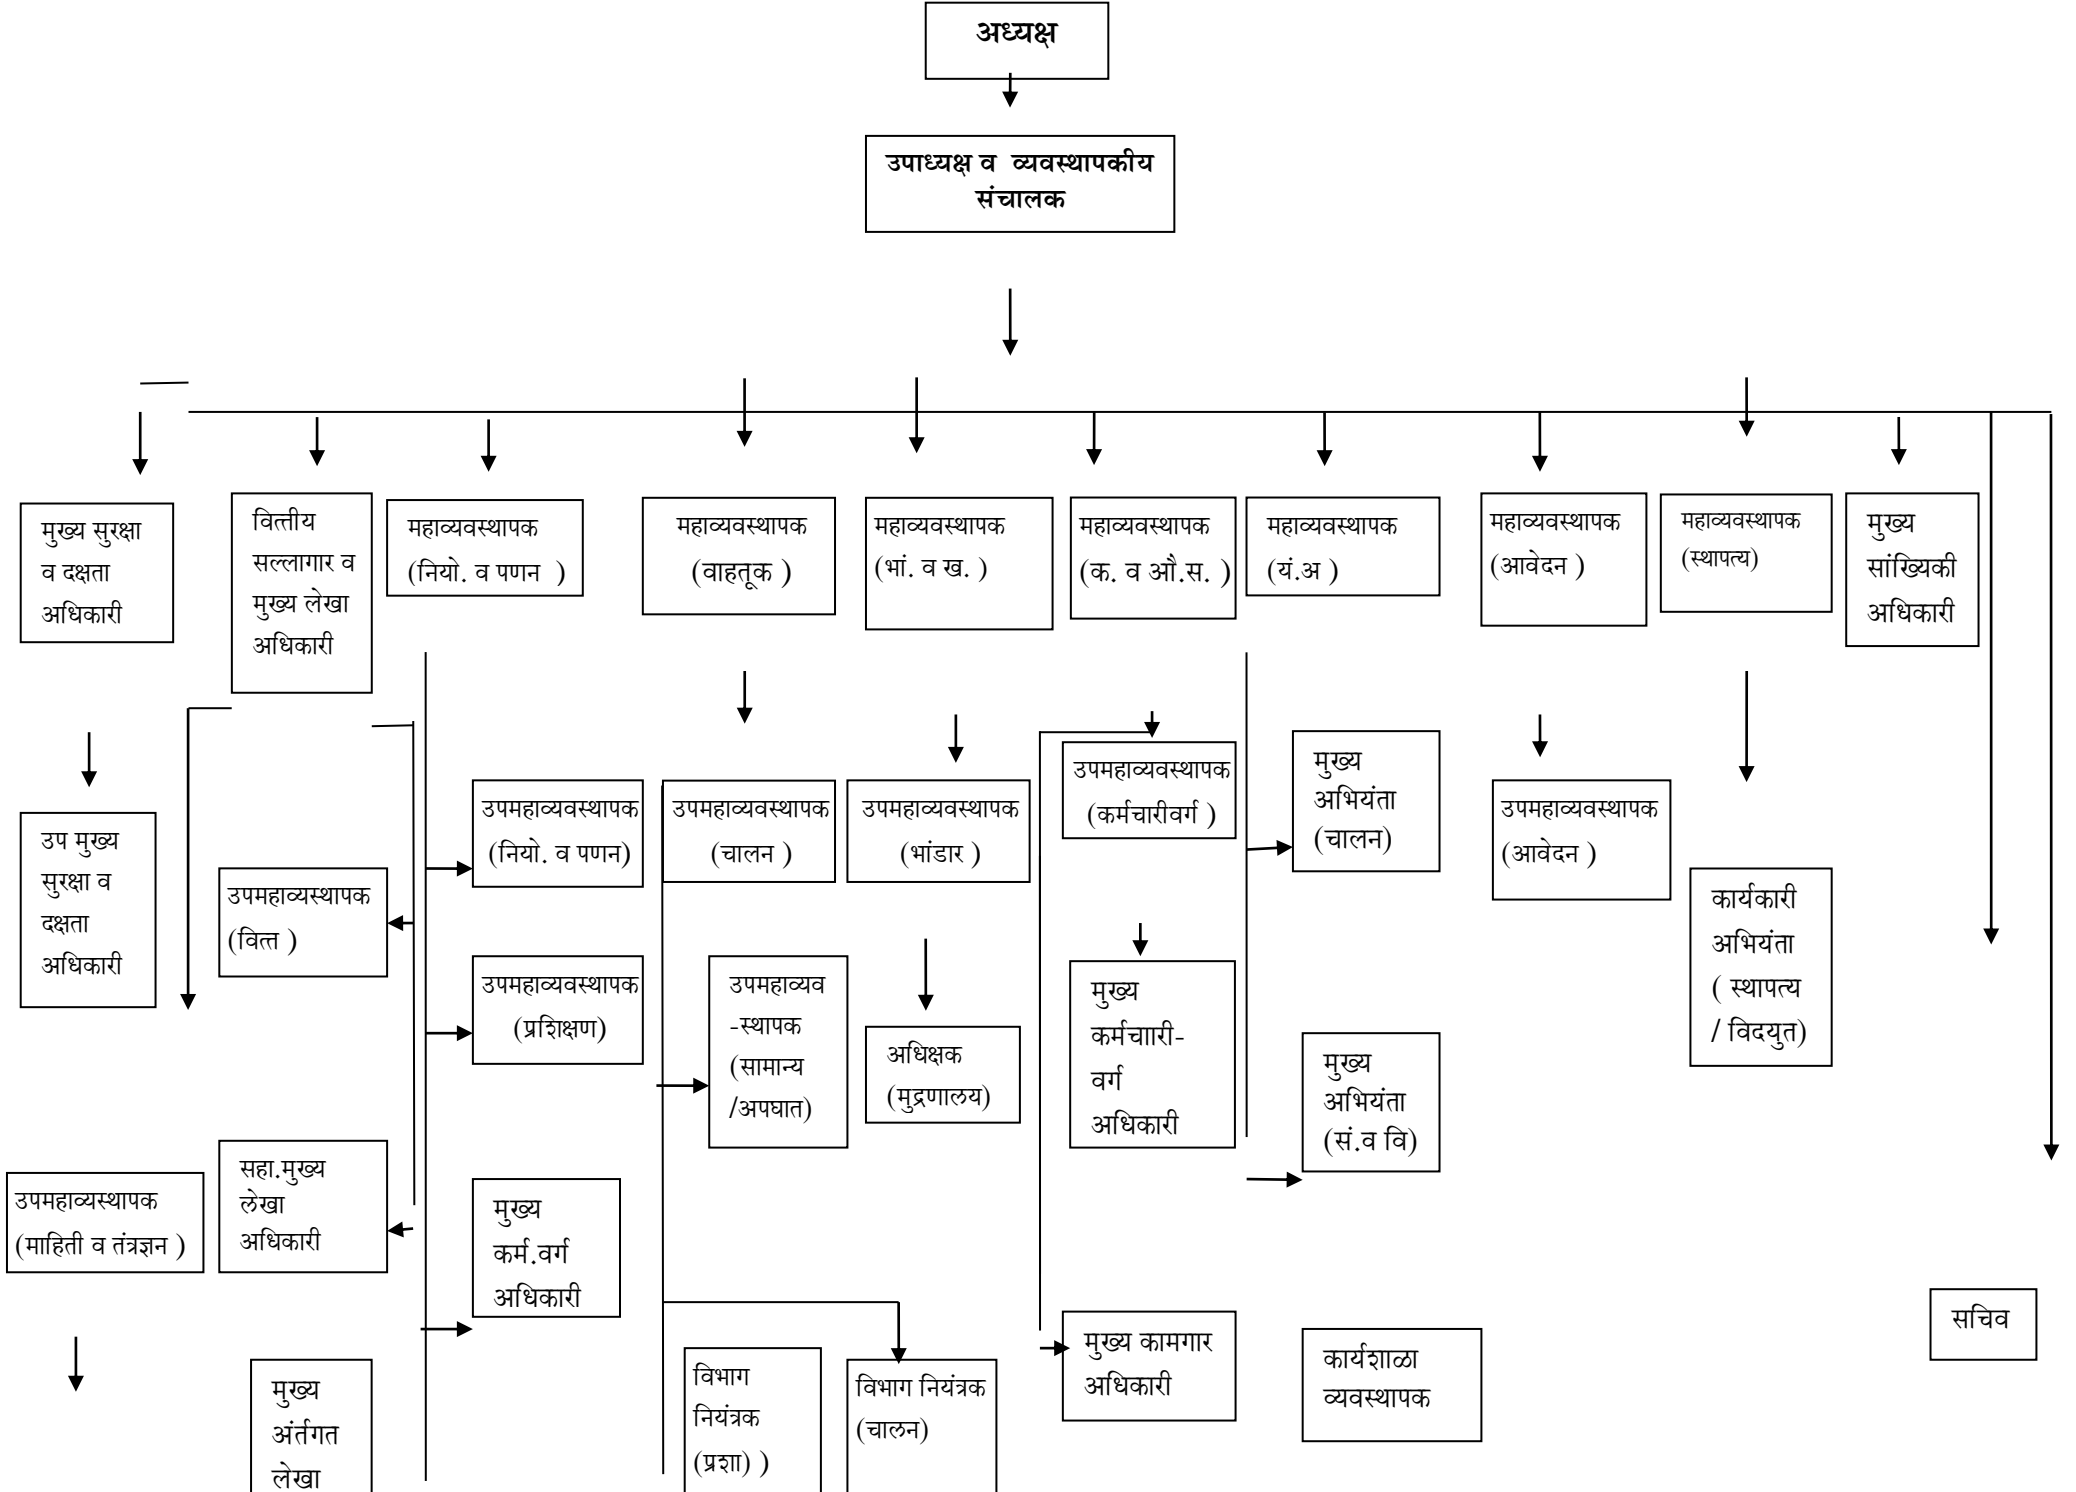 अध्यक्ष
उपाध्यक्ष व व्यवस्थापकीय
संचालक
मुख्य सुरक्षा
व दक्षता
अधिकारी
वित्तीय
सल्लागार व
मुख्य लेखा
अधिकारी
महाव्यवस्थापक
(नियो. व पणन )
महाव्यवस्थापक
(वाहतूक )
महाव्यवस्थापक
(भां. व ख. )
महाव्यवस्थापक
(क. व औ.स. )
महाव्यवस्थापक
(यं.अ )
महाव्यवस्थापक
(आवेदन )
महाव्यवस्थापक
(स्थापत्य)
मुख्य
सांख्यिकी
अधिकारी
उप मुख्य
सुरक्षा व
दक्षता
अधिकारी
उपमहाव्यस्थापक
(वित्त )
उपमहाव्यवस्थापक
(नियो. व पणन)
उपमहाव्यवस्थापक
(चालन )
उपमहाव्यवस्थापक
(भांडार )
उपमहाव्यवस्थापक
(कर्मचारीवर्ग )
मुख्य
अभियंता
(चालन)
उपमहाव्यवस्थापक
(आवेदन )
कार्यकारी
अभियंता
( स्थापत्य
/ विदयुत)
उपमहाव्यवस्थापक
(प्रशिक्षण)
उपमहाव्यव
-स्थापक
(सामान्य
/अपघात)
अधिक्षक
(मुद्रणालय)
मुख्य
कर्मचाारी-
वर्ग
अधिकारी
मुख्य
अभियंता
(सं.व वि)
उपमहाव्यस्थापक
(माहिती व तंत्रज्ञन )
सहा.मुख्य
लेखा
अधिकारी
मुख्य
कर्म.वर्ग
अधिकारी
मुख्य कामगार
अधिकारी
कार्यशाळा
व्यवस्थापक
सचिव
मुख्य
अंर्तगत
लेखा
विभाग
नियंत्रक
(प्रशा) )
विभाग नियंत्रक
(चालन)